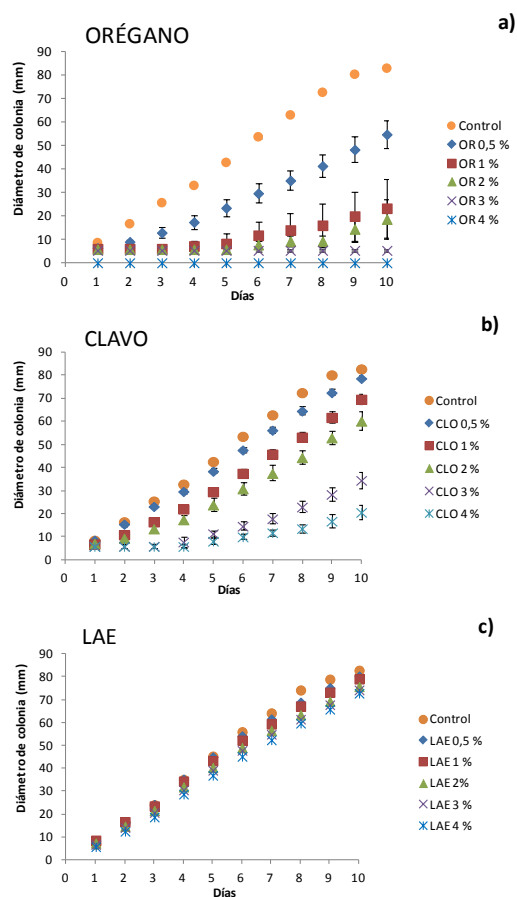 a)
ORÉGANO
Diámetro de colonia (mm)
90
80
70
60
50
40
30
20
10
0
0 1 2 3 4 5 6 7 8 9 10
Días
Control
OR 0,5 %
OR 1 %
OR 2 %
OR 3 %
OR 4 %
b)
CLAVO
Diámetro de colonia (mm)
90
80
70
60
50
40
30
20
10
0
0 1 2 3 4 5 6 7 8 9 10
Días
Control
CLO 0,5 %
CLO 1 %
CLO 2 %
CLO 3 %
CLO 4 %
c)
LAE
Diámetro de colonia (mm)
90
80
70
60
50
40
30
20
10
0
0 1 2 3 4 5 6 7 8 9 10
Días
Control
LAE 0,5 %
LAE 1 %
LAE 2%
LAE 3 %
LAE 4 %